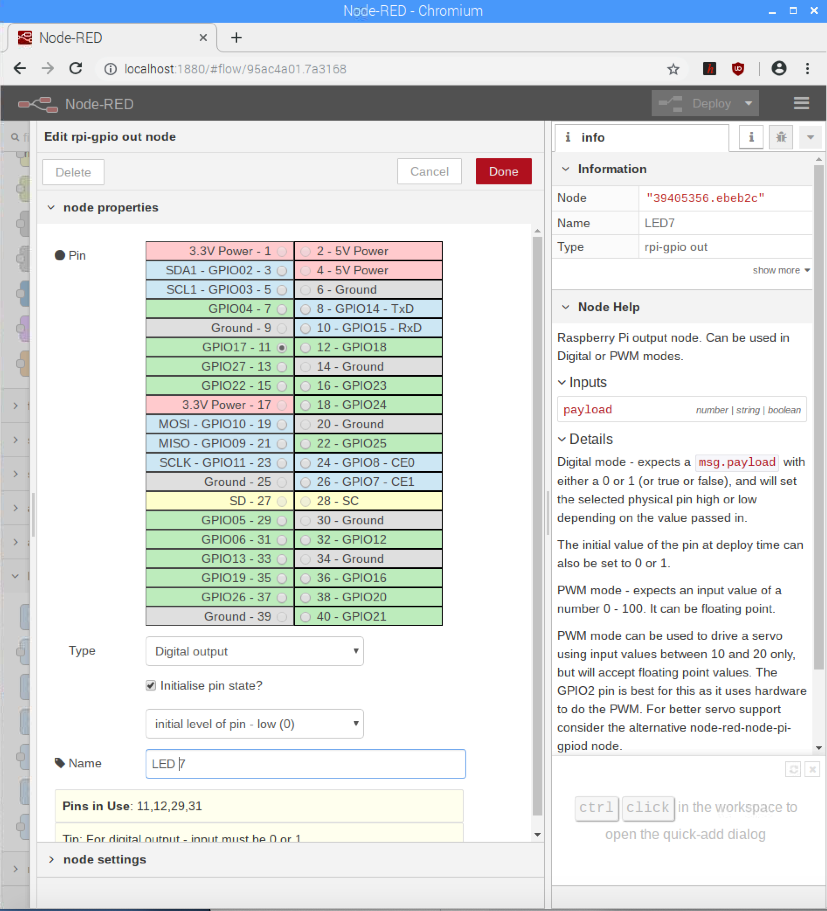 Node-RED - Chromium
Node-RED
localhost:1880/#flow/95ac4a01.7a3168
Node-RED
Deploy
Edit rpi-gpio out node
Delete
Cancel
Done
node properties
Pin
3.3V Power - 1 2 - 5V Power
SDA1 - GPIO02 - 3 4 - 5V Power
SCL1 - GPIO03 - 5 6 - Ground
GPIO04 - 7 8 - GPIO14 - TxD
Ground - 9 10 - GPIO15 - RxD
GPIO17 - 11 12 - GPIO18
GPIO27 - 13 14 - Ground
GPIO22 - 15 16 - GPIO23
3.3V Power - 17 18 - GPIO24
MOSI - GPIO10 - 19 20 - Ground
MISO - GPIO09 - 21 22 - GPIO25
SCLK - GPIO11 - 23 24 - GPIO8 - CE0
Ground - 25 26 - GPIO7 - CE1
SD - 27 28 - SC
GPIO05 - 29 30 - Ground
GPIO06 - 31 32 - GPIO12
GPIO13 - 33 34 - Ground
GPIO19 - 35 36 - GPIO16
GPIO26 - 37 38 - GPIO20
Ground - 39 40 - GPIO21
Type Digital output
Initialise pin state?
initial level of pin - low (0)
Name LED 7
Pins in Use: 11,12,29,31
Tip: For digital output - input must be 0 or 1
node settings
i info
i
Information
Node "39405356.ebeb2c"
Name LED7
Type rpi-gpio out
show more
Node Help
Raspberry Pi output node. Can be used in
Digital or PWM modes.
Inputs
payload number | string | boolean
Details
Digital mode - expects a msg.payload with
either a 0 or 1 (or true or false), and will set
the selected physical pin high or low
depending on the value passed in.
The initial value of the pin at deploy time can
also be set to 0 or 1.
PWM mode - expects an input value of a
number 0 - 100. It can be floating point.
PWM mode can be used to drive a servo
using input values between 10 and 20 only,
but will accept floating point values. The
GPIO2 pin is best for this as it uses hardware
to do the PWM. For better servo support
consider the alternative node-red-node-pi-
gpiod node.
ctrl click in the workspace to
open the quick-add dialog